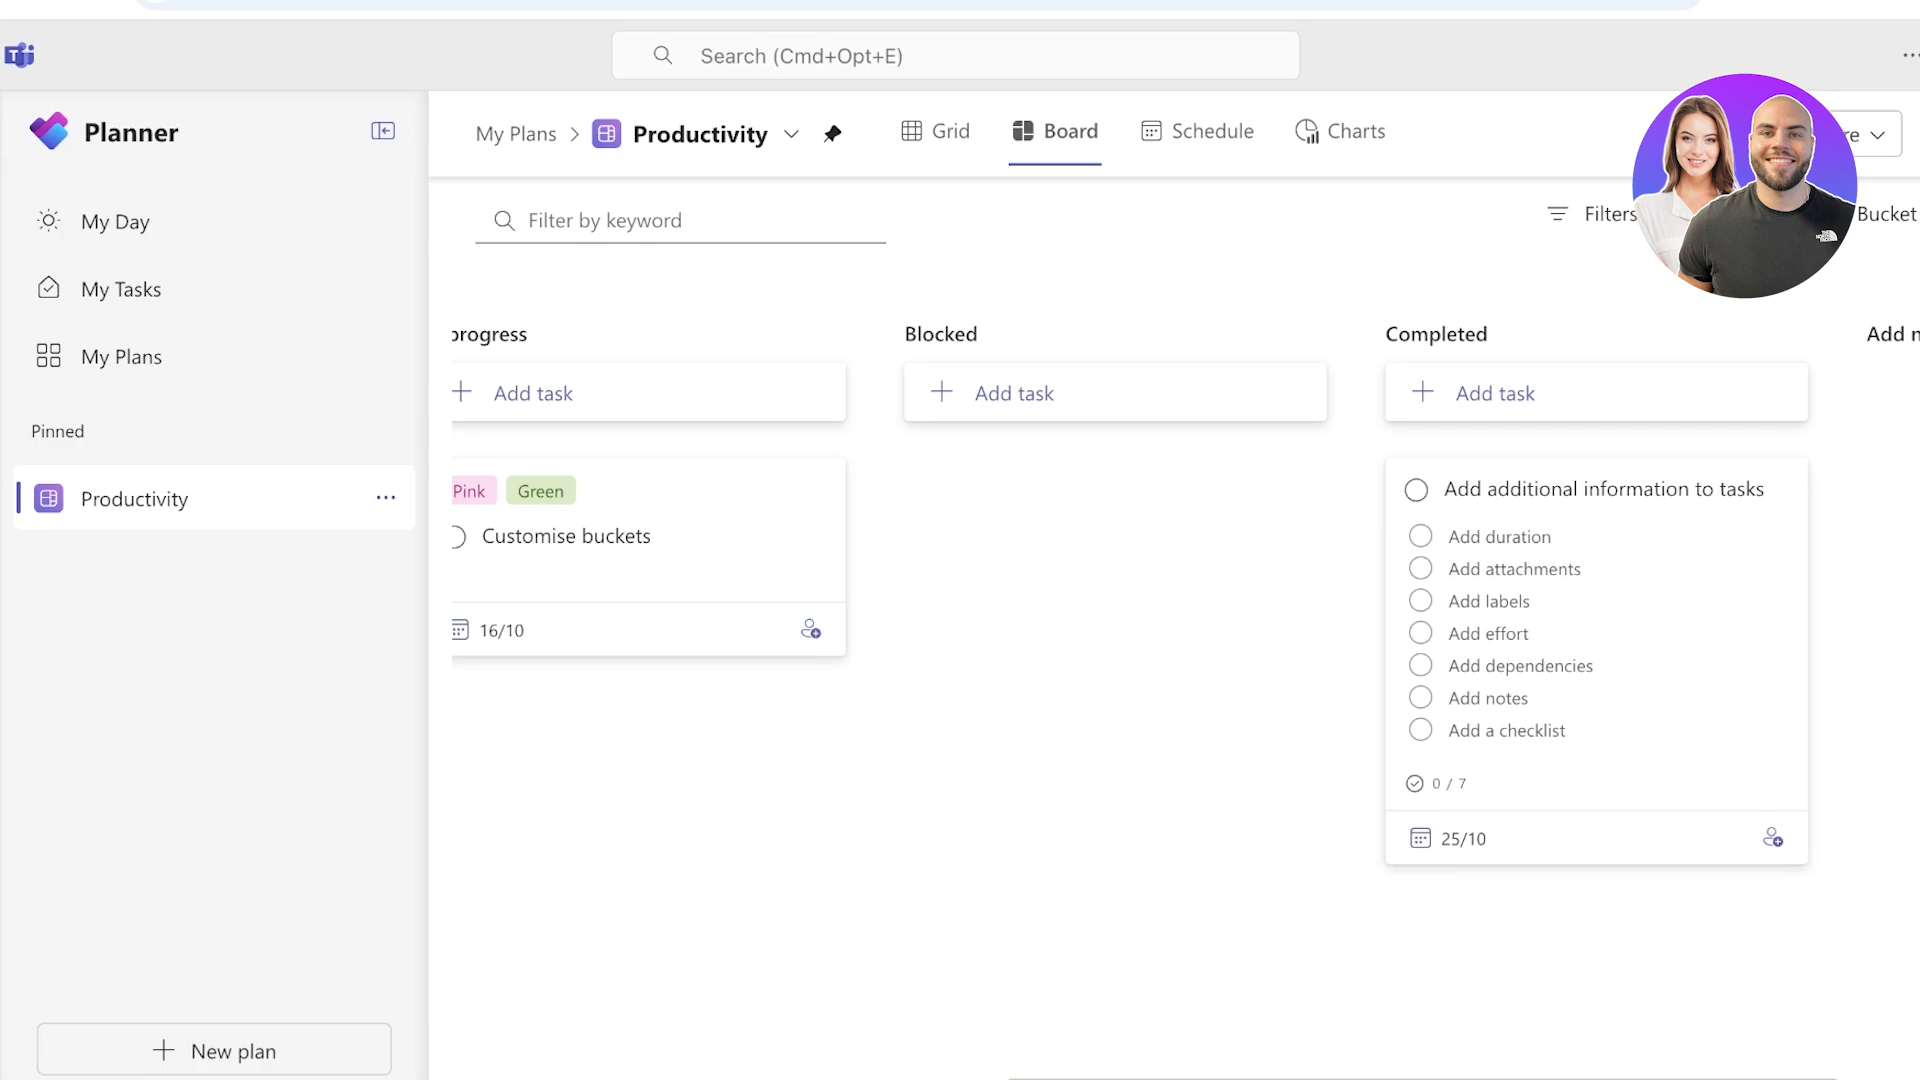 Search (Cmd+Opt+E)
Planner
My Plans
Productivity
Grid
Board
Schedule
Charts
My Day
My Tasks
My Plans
Pinned
Productivity
New plan
Filter by keyword
Filters
Bucket
progress
Add task
Pink
Green
Customise buckets
16/10
Blocked
Add task
Completed
Add task
Add additional information to tasks
Add duration
Add attachments
Add labels
Add effort
Add dependencies
Add notes
Add a checklist
0 / 7
25/10
Add